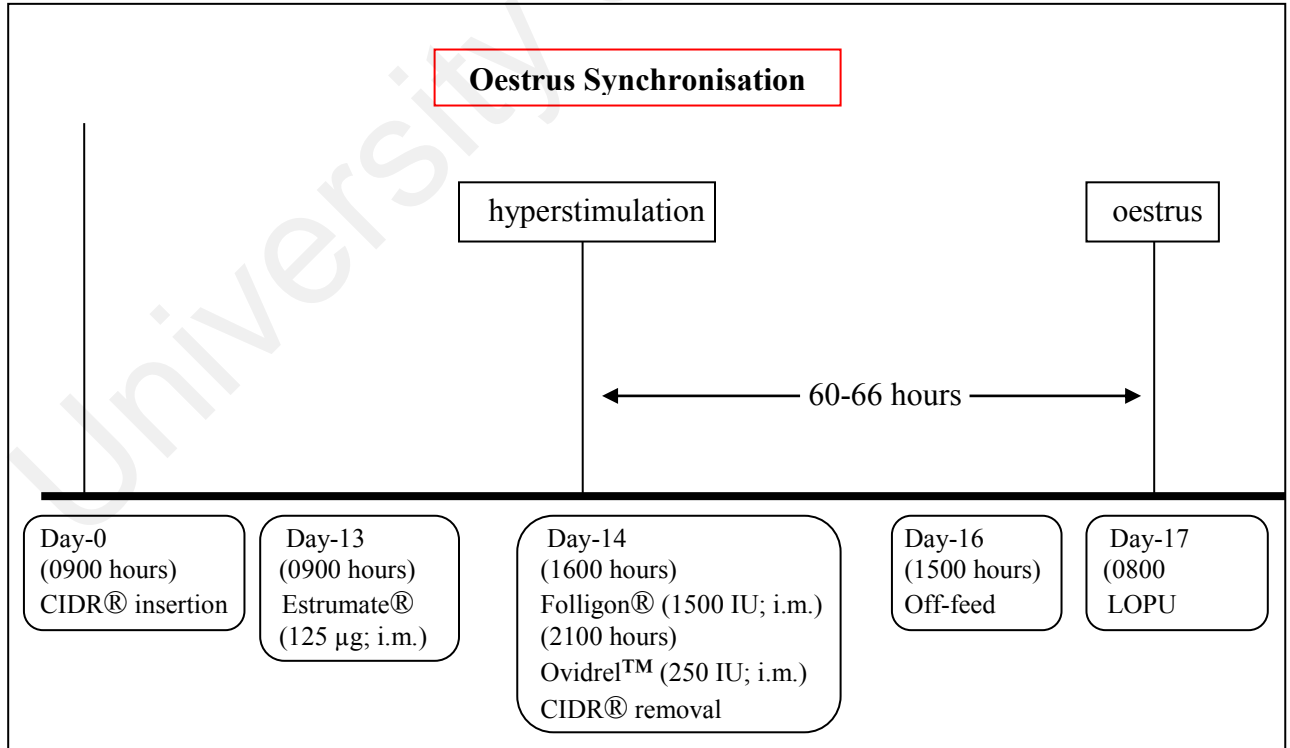 University
Oestrus Synchronisation
hyperstimulation
oestrus
60-66 hours
Day-0
(0900 hours)
CIDR® insertion
Day-13
(0900 hours)
Estrumate®
(125 µg; i.m.)
Day-14
(1600 hours)
Folligon® (1500 IU; i.m.)
(2100 hours)
Ovidrel™ (250 IU; i.m.)
CIDR® removal
Day-16
(1500 hours)
Off-feed
Day-17
(0800
LOPU